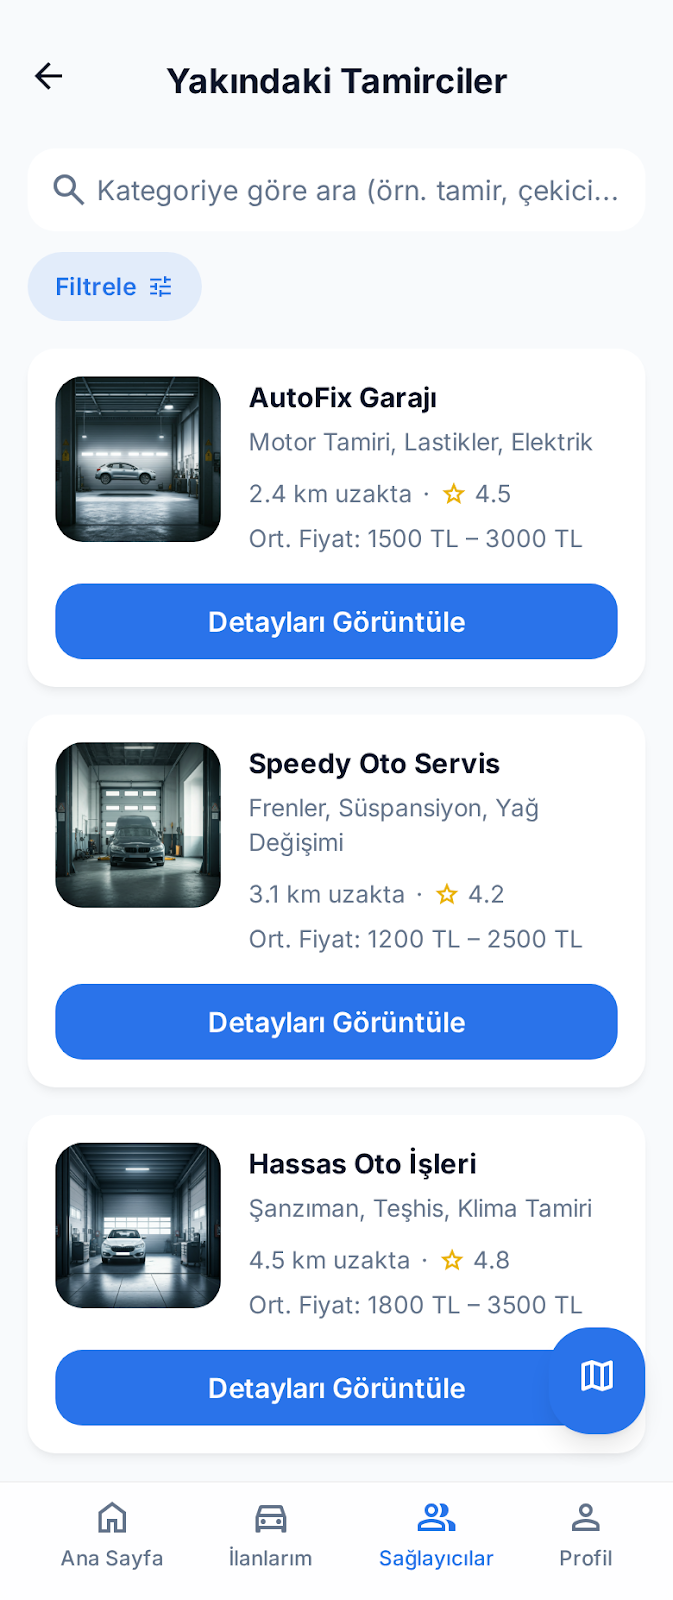 Yakındaki Tamirciler
Kategoriye göre ara (örn. tamir, çekici...
Filtrele
AutoFix Garajı
Motor Tamiri, Lastikler, Elektrik
2.4 km uzakta · 4.5
Ort. Fiyat: 1500 TL – 3000 TL
Detayları Görüntüle
Speedy Oto Servis
Frenler, Süspansiyon, Yağ
Değişimi
3.1 km uzakta · 4.2
Ort. Fiyat: 1200 TL – 2500 TL
Detayları Görüntüle
Hassas Oto İşleri
Şanzıman, Teşhis, Klima Tamiri
4.5 km uzakta · 4.8
Ort. Fiyat: 1800 TL – 3500 TL
Detayları Görüntüle
Ana Sayfa
İlanlarım
Sağlayıcılar
Profil